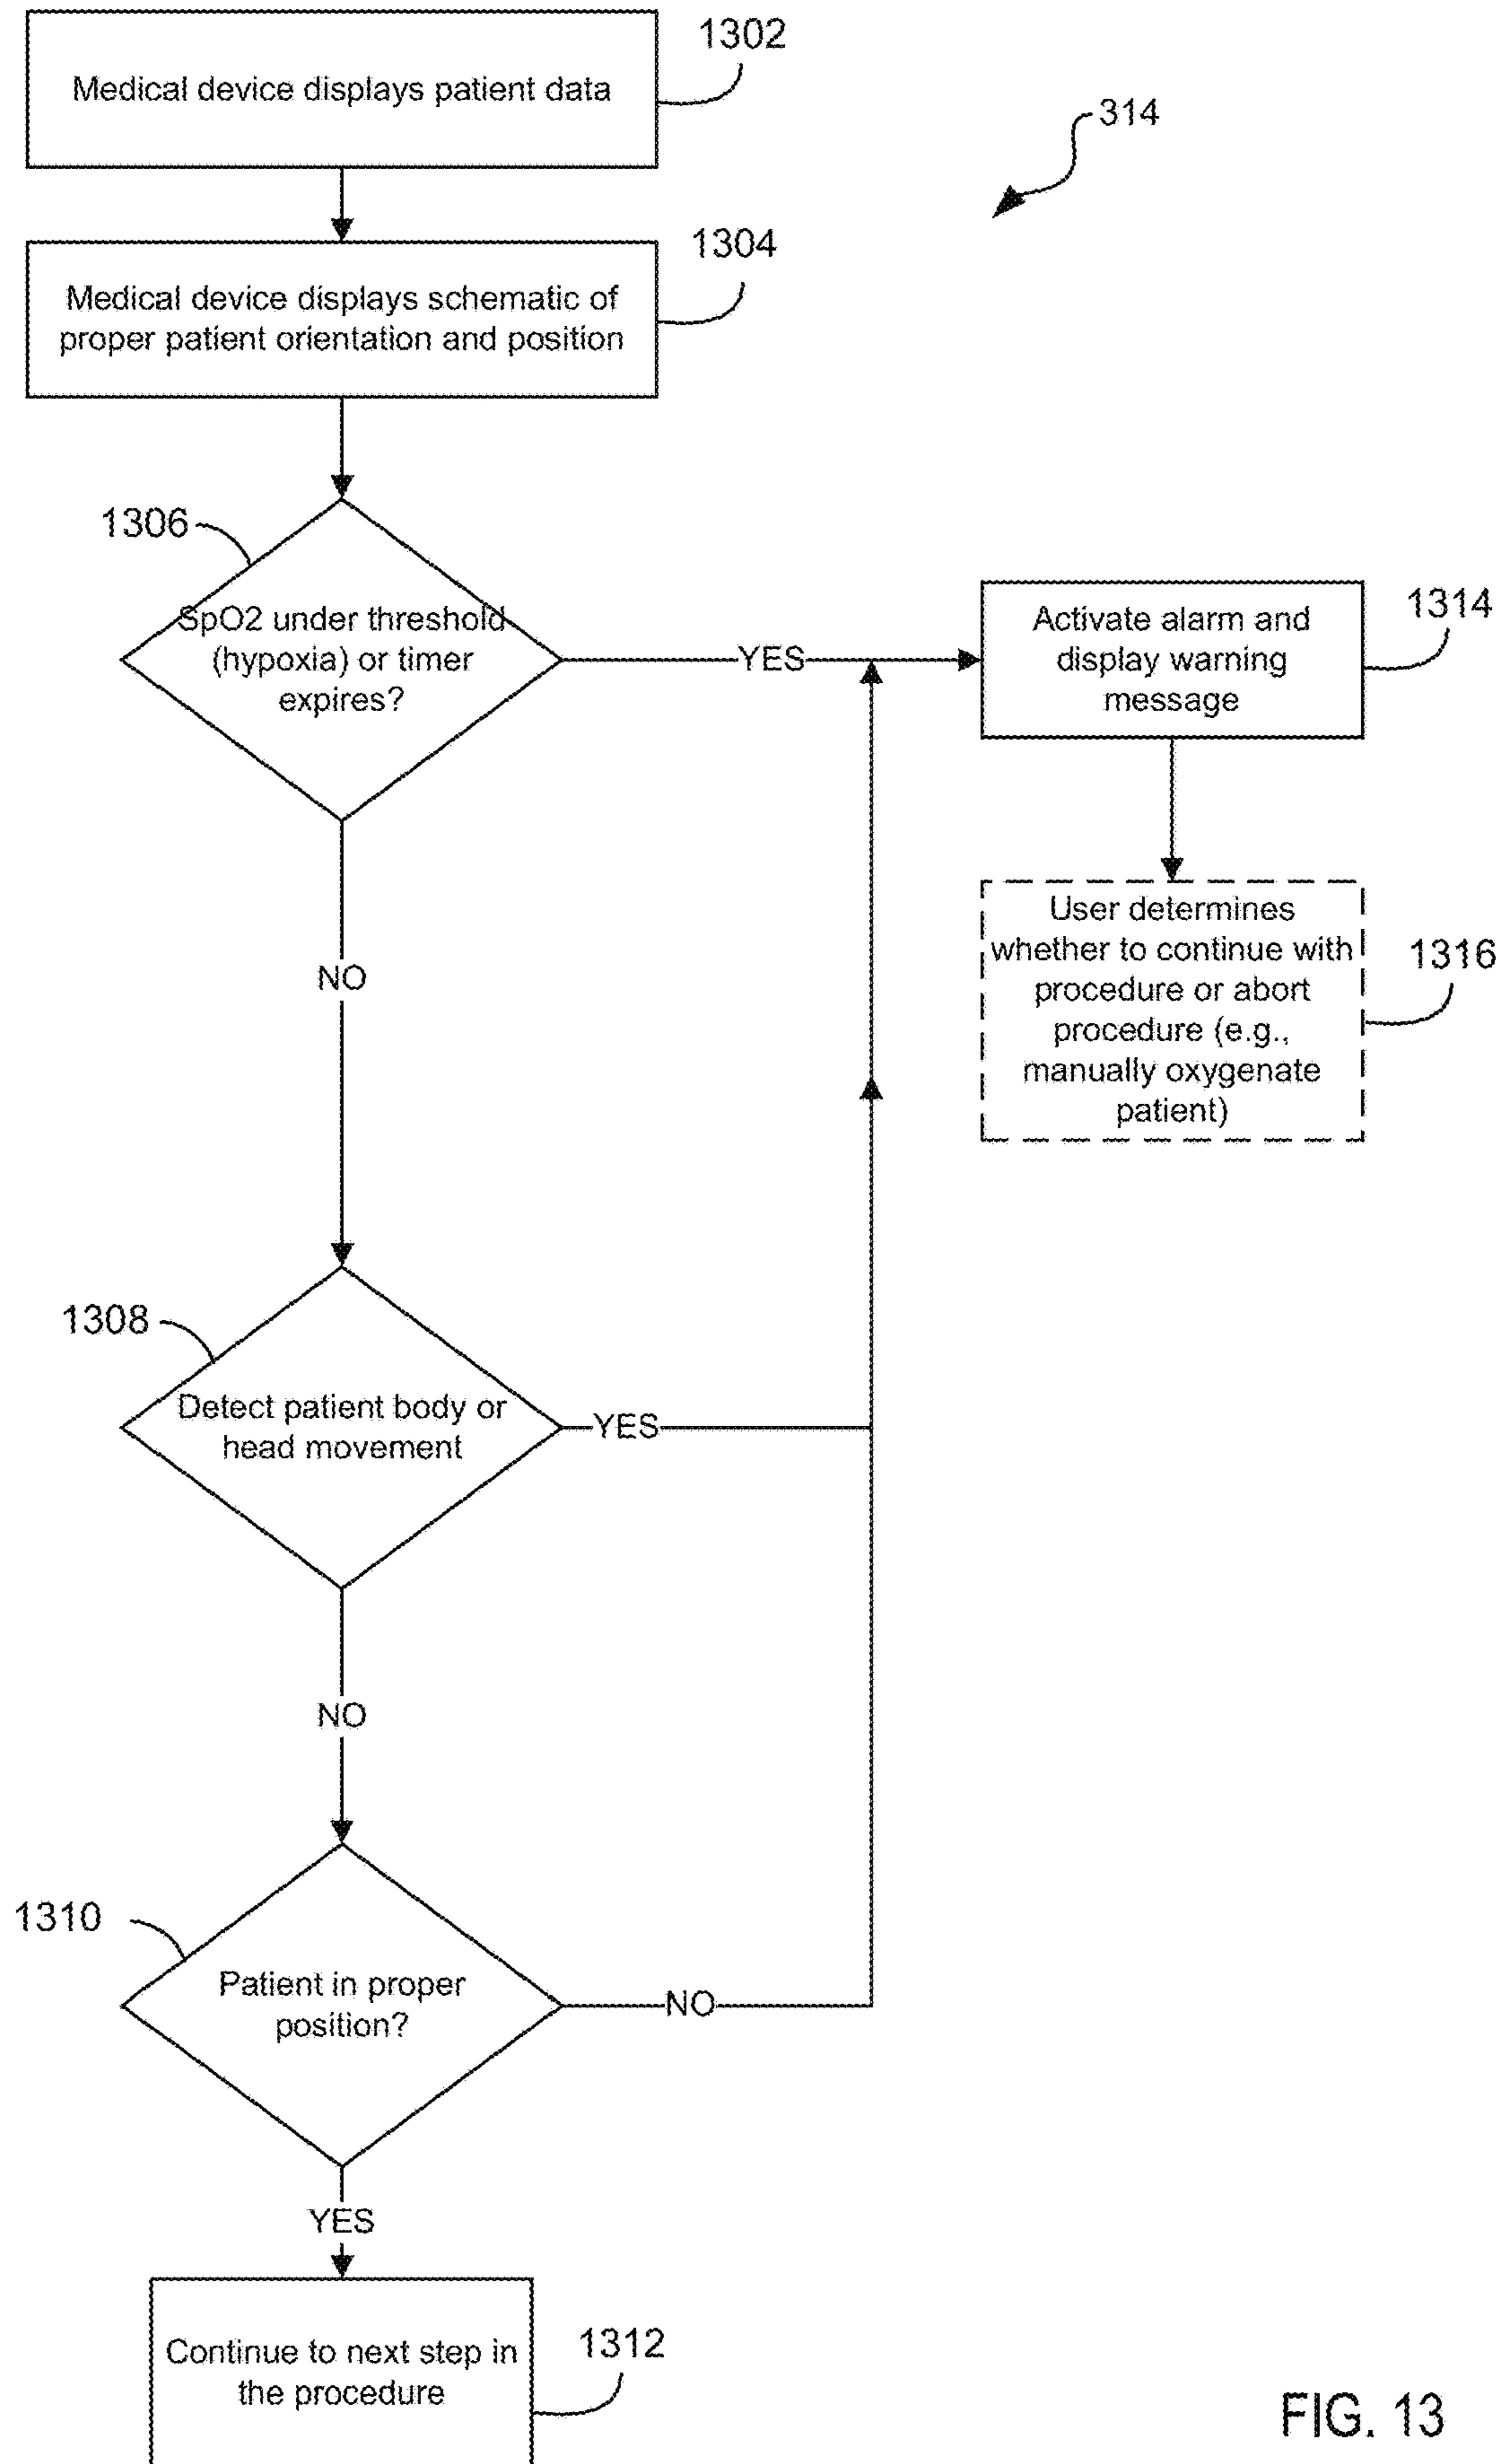 1302
Medical device displays patient data
314
1304
Medical device displays schematic of
proper patient orientation and position
1306
SpO2 under threshold
(hypoxia) or timer
expires?
YES
Activate alarm and
display warning
message
1314
NO
User determines
whether to continue with
procedure or abort
procedure (e.g.,
manually oxygenate
patient)
1316
1308
Detect patient body or
head movement
YES
NO
1310
Patient in proper
position?
NO
YES
Continue to next step in
the procedure
1312
FIG. 13